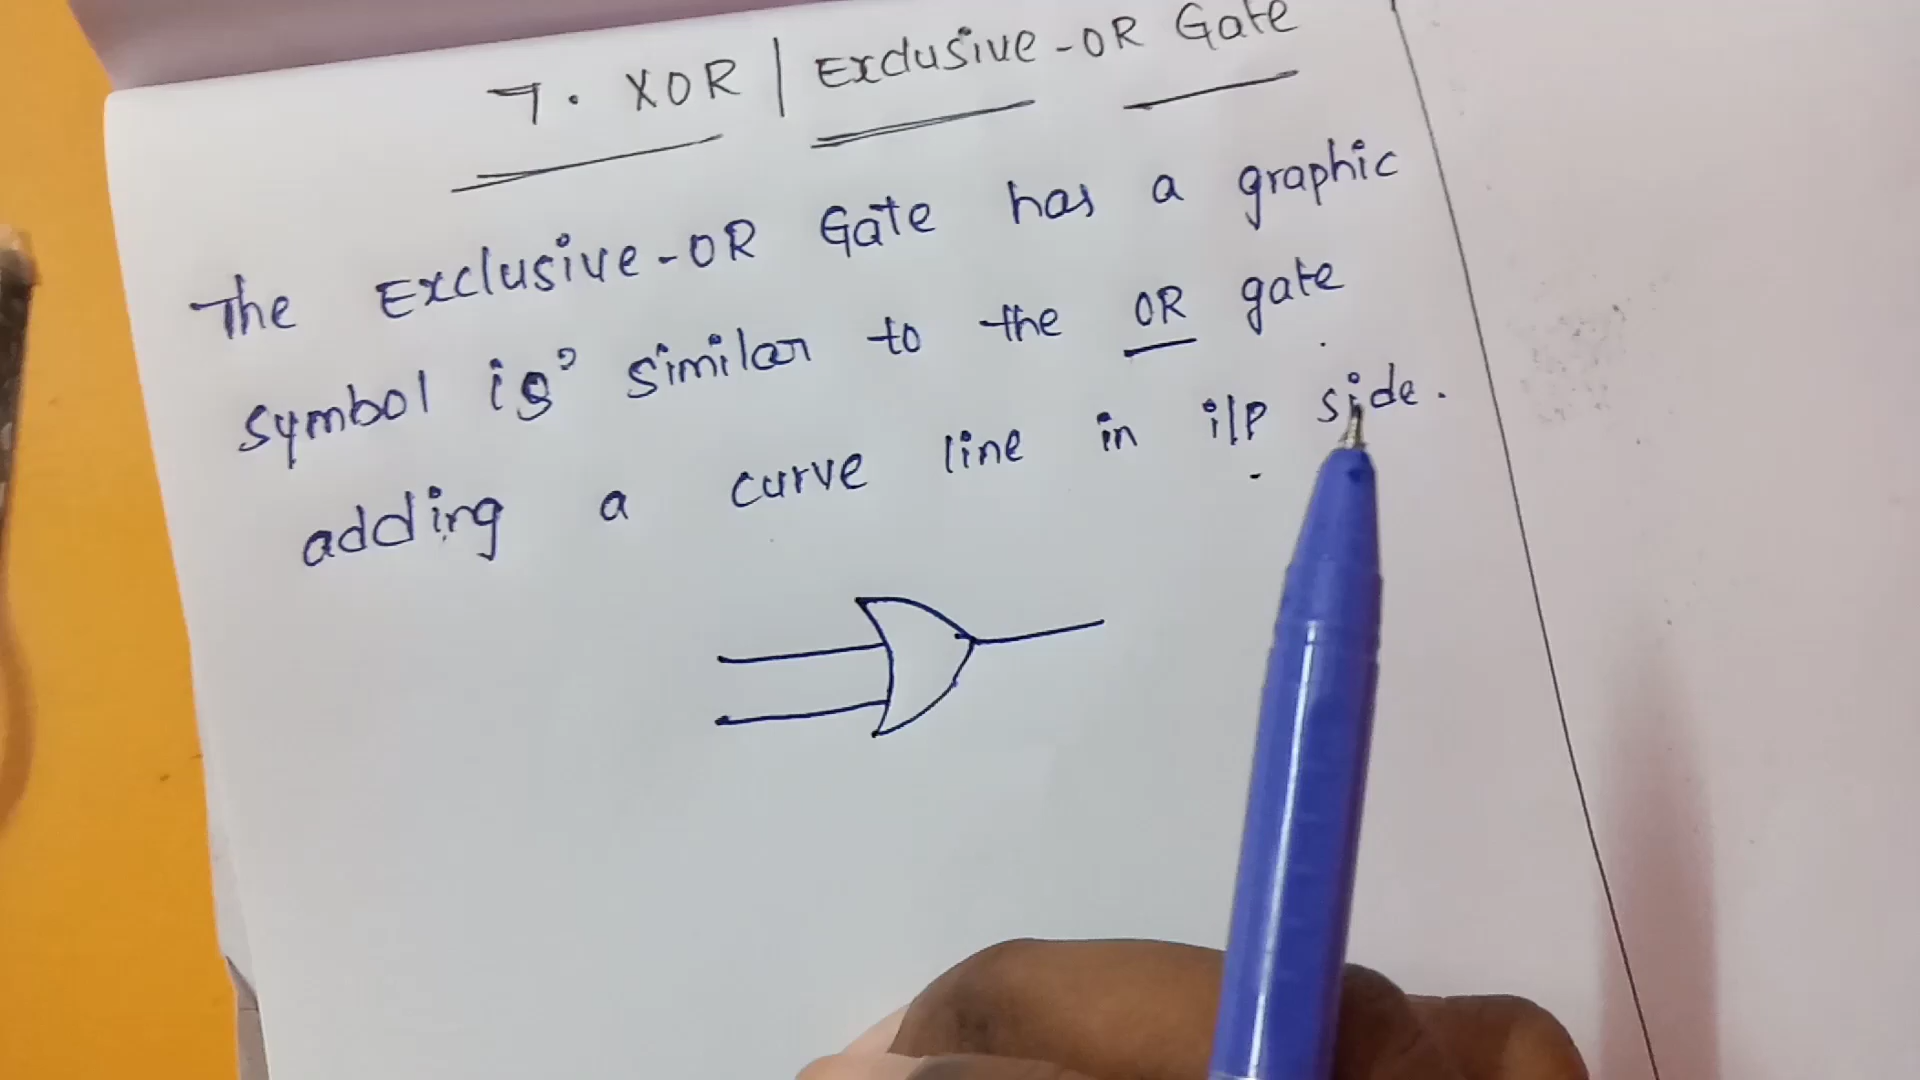 7. XOR | Exclusive-OR Gate
The Exclusive-OR Gate has a graphic
symbol is similar to the OR gate
adding a curve line in i/p side.